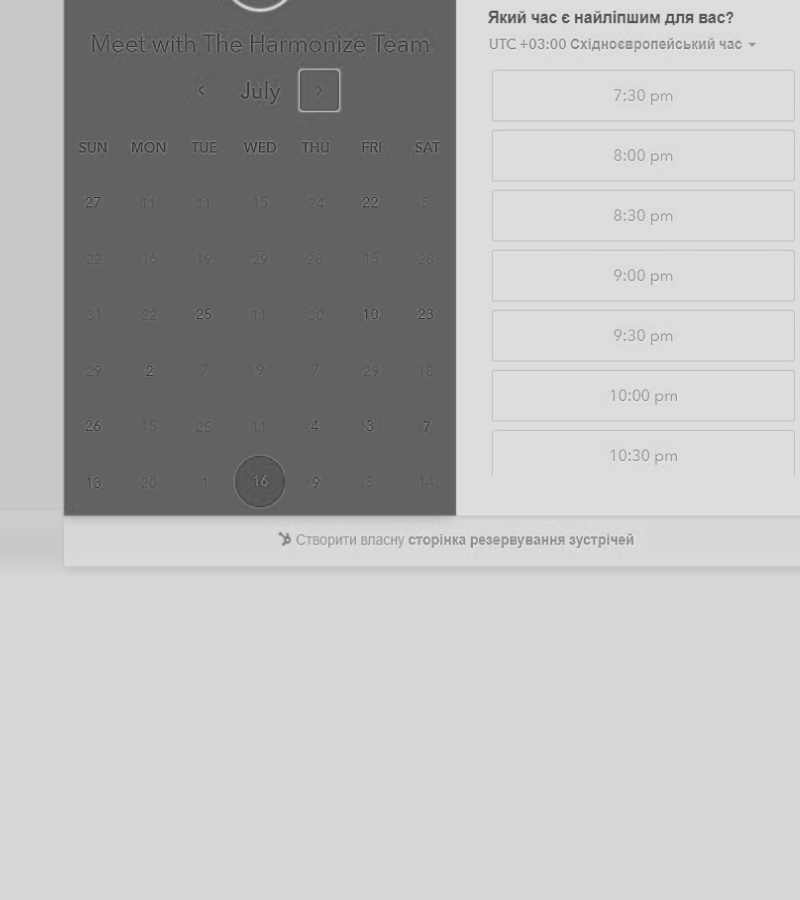 Meet with The Harmonize Team
July
SUN MON TUE WED THU FRI SAT
27 11 11 15 24 22 5
22 16 19 29 28 15 28
31 22 25 11 30 10 23
29 2 7 9 7 29 18
26 15 25 11 4 3 7
13 20 1 16 9 5 14
Який час є найліпшим для вас?
UTC +03:00 Східноєвропейський час
7:30 pm
8:00 pm
8:30 pm
9:00 pm
9:30 pm
10:00 pm
10:30 pm
Створити власну сторінка резервування зустрічей